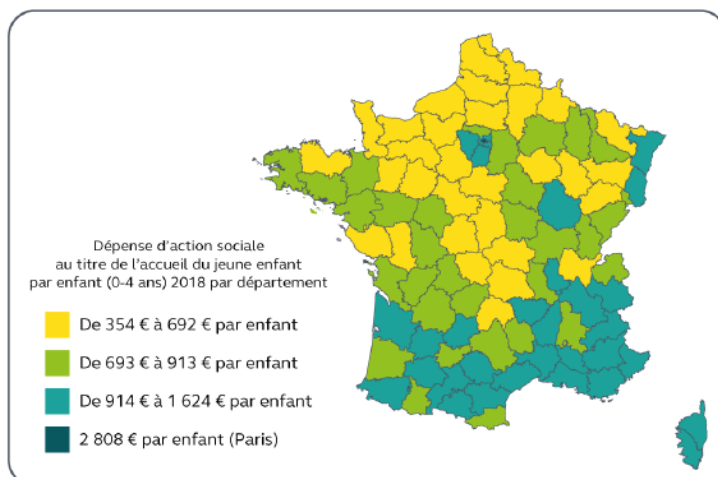 Dépense d'action sociale
au titre de l'accueil du jeune enfant
par enfant (0-4 ans) 2018 par département
De 354 € à 692 € par enfant
De 693 € à 913 € par enfant
De 914 € à 1 624 € par enfant
2 808 € par enfant (Paris)